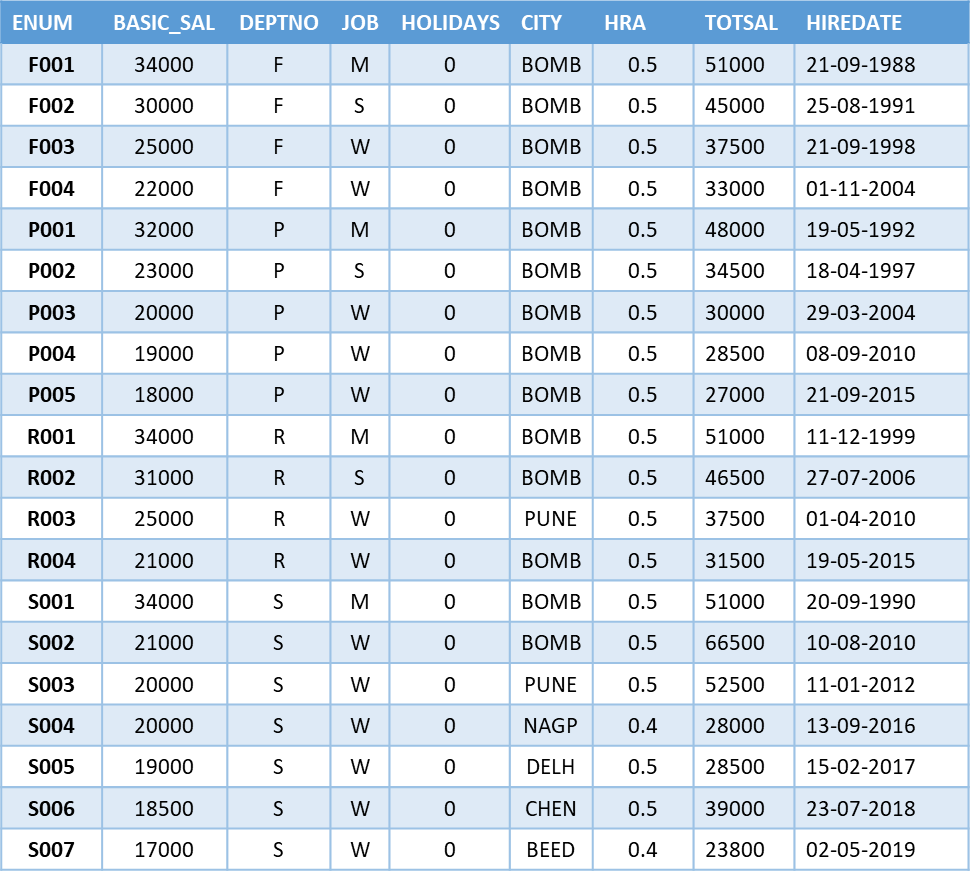 ENUM BASIC_SAL DEPTNO JOB HOLIDAYS CITY HRA TOTSAL HIREDATE
F001 34000 F M 0 BOMB 0.5 51000 21-09-1988
F002 30000 F S 0 BOMB 0.5 45000 25-08-1991
F003 25000 F W 0 BOMB 0.5 37500 21-09-1998
F004 22000 F W 0 BOMB 0.5 33000 01-11-2004
P001 32000 P M 0 BOMB 0.5 48000 19-05-1992
P002 23000 P S 0 BOMB 0.5 34500 18-04-1997
P003 20000 P W 0 BOMB 0.5 30000 29-03-2004
P004 19000 P W 0 BOMB 0.5 28500 08-09-2010
P005 18000 P W 0 BOMB 0.5 27000 21-09-2015
R001 34000 R M 0 BOMB 0.5 51000 11-12-1999
R002 31000 R S 0 BOMB 0.5 46500 27-07-2006
R003 25000 R W 0 PUNE 0.5 37500 01-04-2010
R004 21000 R W 0 BOMB 0.5 31500 19-05-2015
S001 34000 S M 0 BOMB 0.5 51000 20-09-1990
S002 21000 S W 0 BOMB 0.5 66500 10-08-2010
S003 20000 S W 0 PUNE 0.5 52500 11-01-2012
S004 20000 S W 0 NAGP 0.4 28000 13-09-2016
S005 19000 S W 0 DELH 0.5 28500 15-02-2017
S006 18500 S W 0 CHEN 0.5 39000 23-07-2018
S007 17000 S W 0 BEED 0.4 23800 02-05-2019